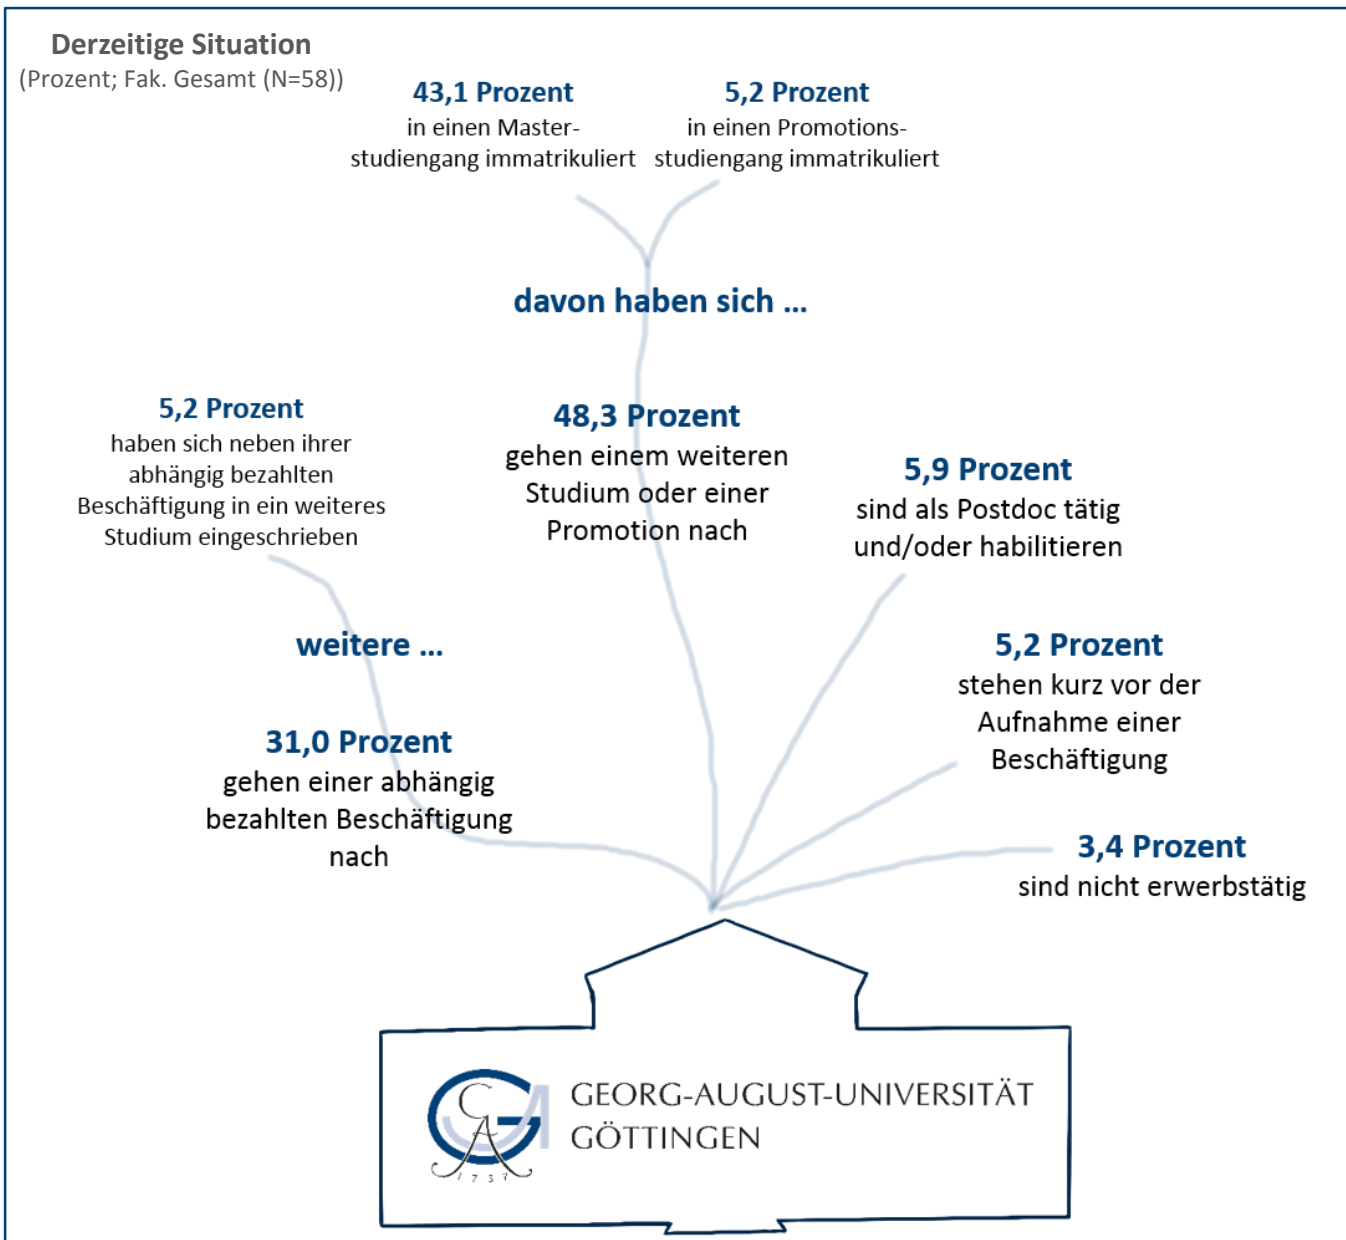 Derzeitige Situation
(Prozent; Fak. Gesamt (N=58))
43,1 Prozent
in einen Master-
studiengang immatrikuliert
5,2 Prozent
in einen Promotions-
studiengang immatrikuliert
davon haben sich ...
5,2 Prozent
haben sich neben ihrer
abhängig bezahlten
Beschäftigung in ein weiteres
Studium eingeschrieben
48,3 Prozent
gehen einem weiteren
Studium oder einer
Promotion nach
5,9 Prozent
sind als Postdoc tätig
und/oder habilitieren
weitere ...
5,2 Prozent
stehen kurz vor der
Aufnahme einer
Beschäftigung
31,0 Prozent
gehen einer abhängig
bezahlten Beschäftigung
nach
3,4 Prozent
sind nicht erwerbstätig
GEORG-AUGUST-UNIVERSITÄT
GÖTTINGEN
1737